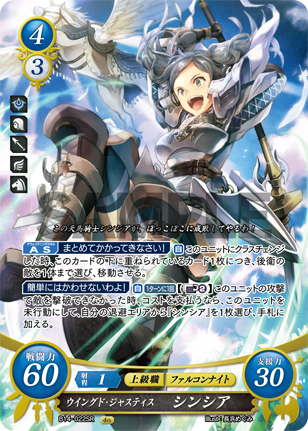 4
3
この天馬騎士シンシアが、ぼっこぼこに成敗してやるわ!
AS まとめてかかってきなさい! 自 このユニットにクラスチェンジ
した時、このカードの下に重ねられているカード1枚につき、後衛の
敵を1体まで選び、移動させる。
簡単にはかわせないわよ! 自 【1ターンに1回】 このユニットの攻撃
で敵を撃破できなかった時、コストを支払うなら、このユニットを
未行動にして、自分の退避エリアから『シンシア』を1枚選び、手札に
加える。
戦闘力
60
射程
1
上級職
ファルコンナイト
支援力
30
ウイングド・ジャスティス シンシア
B14-022SR